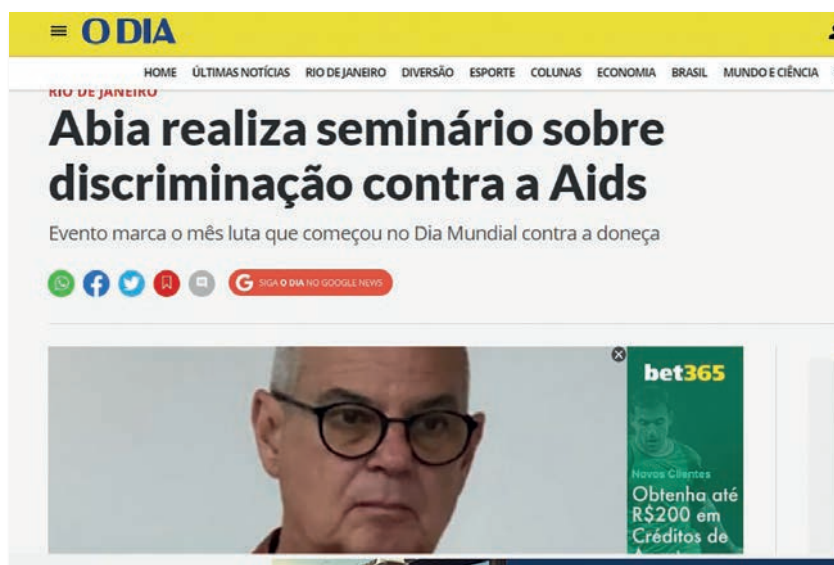 O DIA
HOME ÚLTIMAS NOTÍCIAS RIO DE JANEIRO DIVERSÃO ESPORTE COLUNAS ECONOMIA BRASIL MUNDO E CIÊNCIA
RIO DE JANEIRO
Abia realiza seminário sobre
discriminação contra a Aids
Evento marca o mês luta que começou no Dia Mundial contra a doneça
G SIGA O DIA NO GOOGLE NEWS
bet365
Novos Clientes
Obtenha até
R$200 em
Créditos de